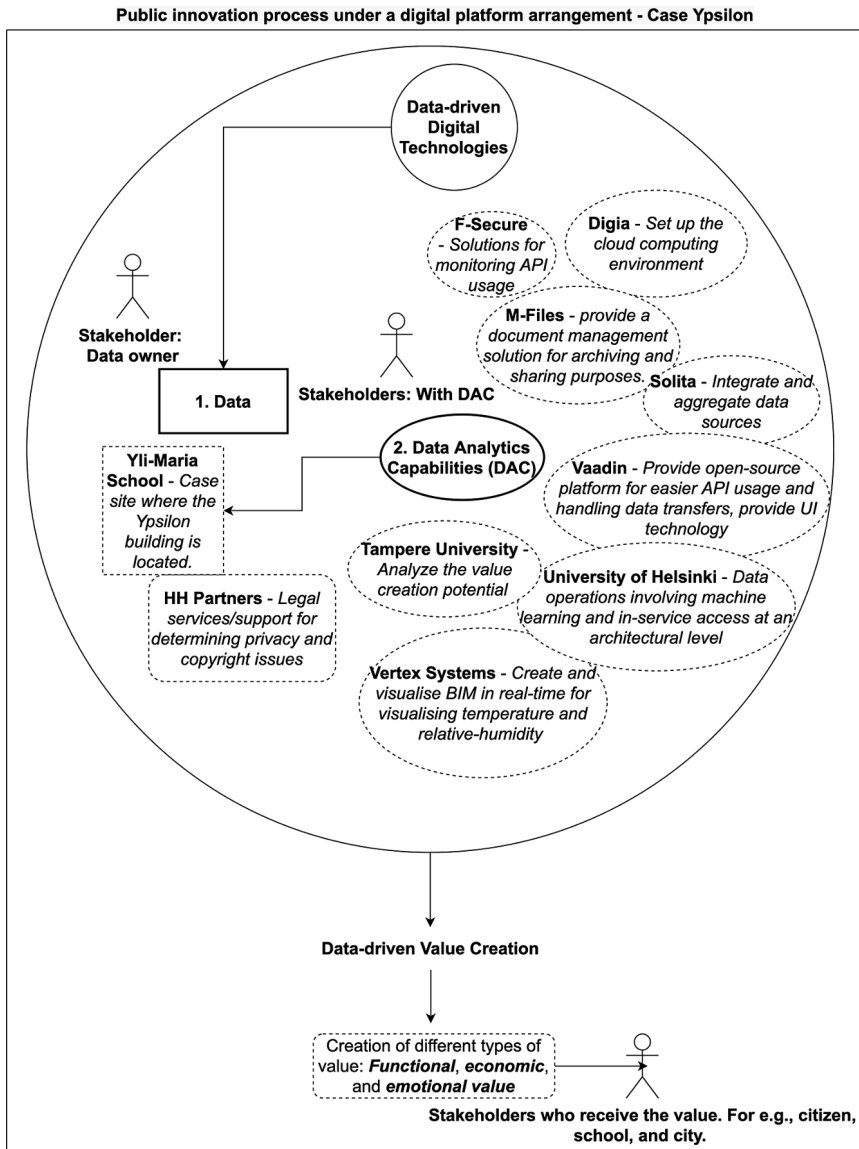 Public innovation process under a digital platform arrangement - Case Ypsilon
Data-driven
Digital
Technologies
F-Secure
- Solutions for
monitoring API
usage
Digia - Set up the
cloud computing
environment
Stakeholder:
Data owner
M-Files - provide a
document management
solution for archiving and
sharing purposes.
Stakeholders: With DAC
1. Data
Solita - Integrate and
aggregate data
sources
2. Data Analytics
Capabilities (DAC)
Yli-Maria
School - Case
site where the
Ypsilon
building is
located.
Vaadin - Provide open-source
platform for easier API usage and
handling data transfers, provide UI
technology
Tampere University -
Analyze the value
creation potential
University of Helsinki - Data
operations involving machine
learning and in-service access at an
architectural level
HH Partners - Legal
services/support for
determining privacy and
copyright issues
Vertex Systems - Create and
visualise BIM in real-time for
visualising temperature and
relative-humidity
Data-driven Value Creation
Creation of different types of
value: Functional, economic,
and emotional value
Stakeholders who receive the value. For e.g., citizen,
school, and city.